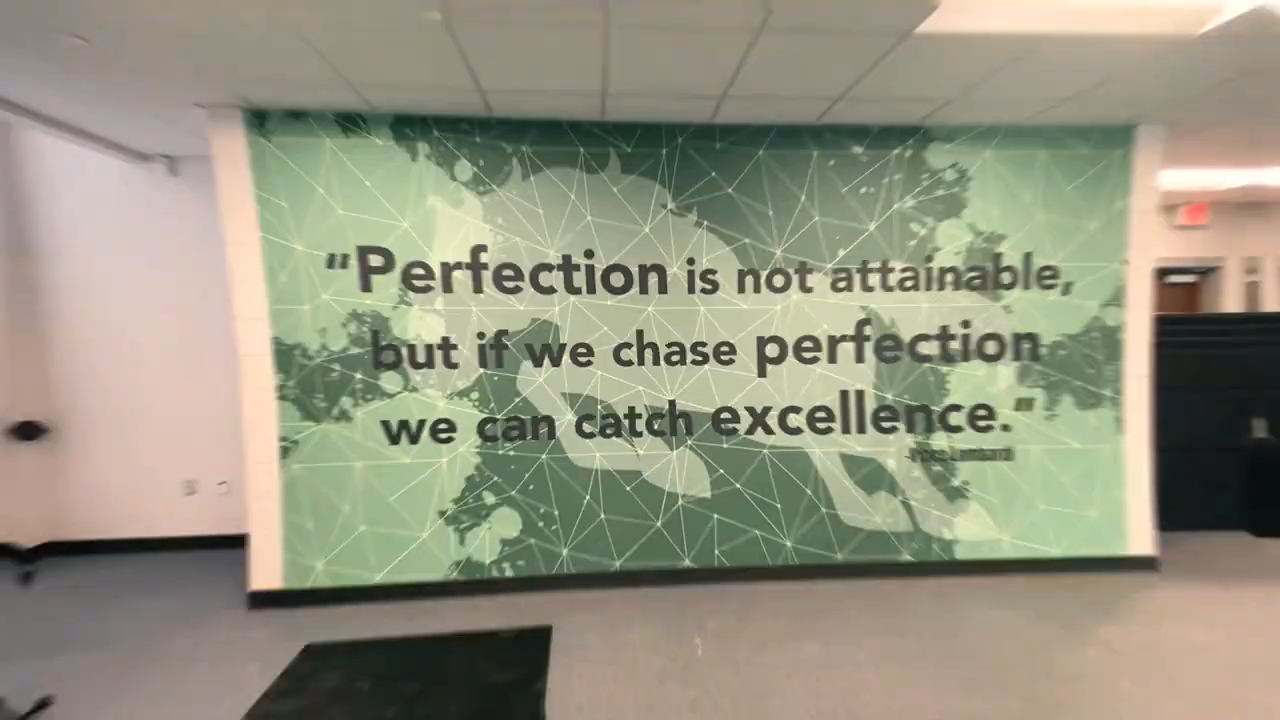 “Perfection is not attainable,
but if we chase perfection
we can catch excellence.”